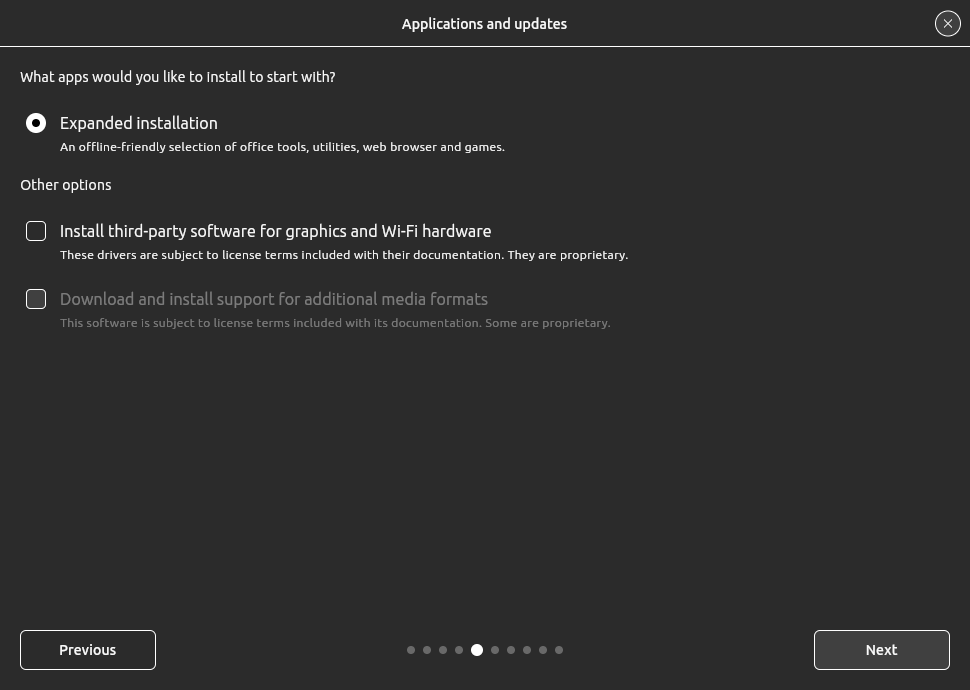 Applications and updates
What apps would you like to install to start with?
Expanded installation
An offline-friendly selection of office tools, utilities, web browser and games.
Other options
Install third-party software for graphics and Wi-Fi hardware
These drivers are subject to license terms included with their documentation. They are proprietary.
Download and install support for additional media formats
This software is subject to license terms included with its documentation. Some are proprietary.
Previous
Next